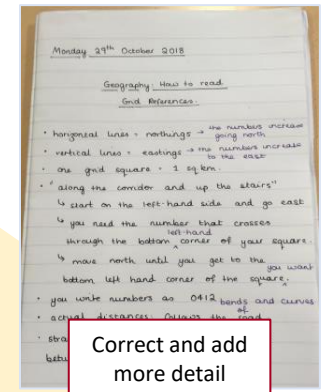 Monday 29th October 2018
Geography: How to read
Grid References.
• horizontal lines = northings → the numbers increase going north
• vertical lines = eastings → the numbers increase to the east
• one grid square = 1 sq km.
• "along the corridor and up the stairs"
↳ start on the left-hand side and go east
↳ you need the number that crosses
through the bottom ^ left-hand corner of your square.
↳ move north until you get to the
bottom left hand corner of the square ^ you want.
• you write numbers as 0412
• actual distances: follows the bends and curves of road
• stra
betw
Correct and add
more detail